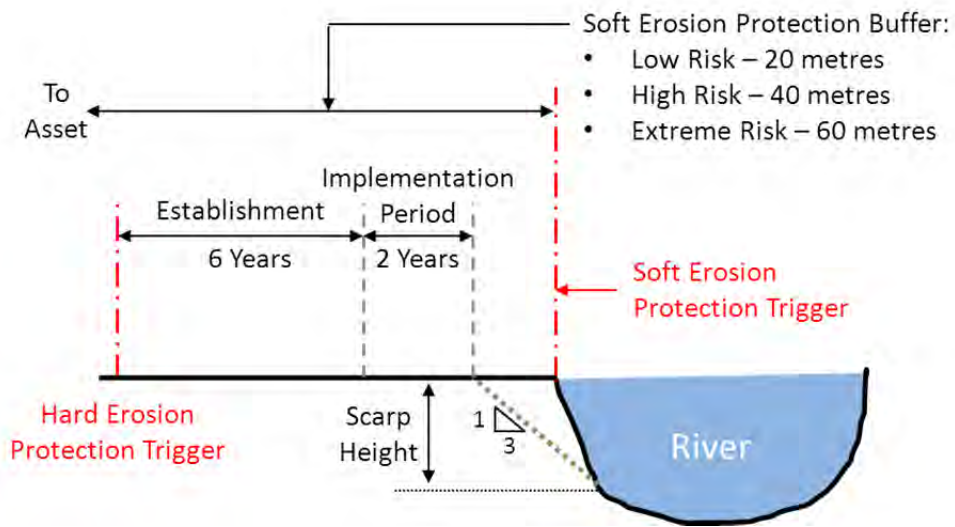 Soft Erosion Protection Buffer:
• Low Risk – 20 metres
• High Risk – 40 metres
• Extreme Risk – 60 metres
To
Asset
Implementation
Period
Establishment
6 Years
2 Years
Soft Erosion
Protection Trigger
Hard Erosion
Protection Trigger
Scarp
Height
1
3
River